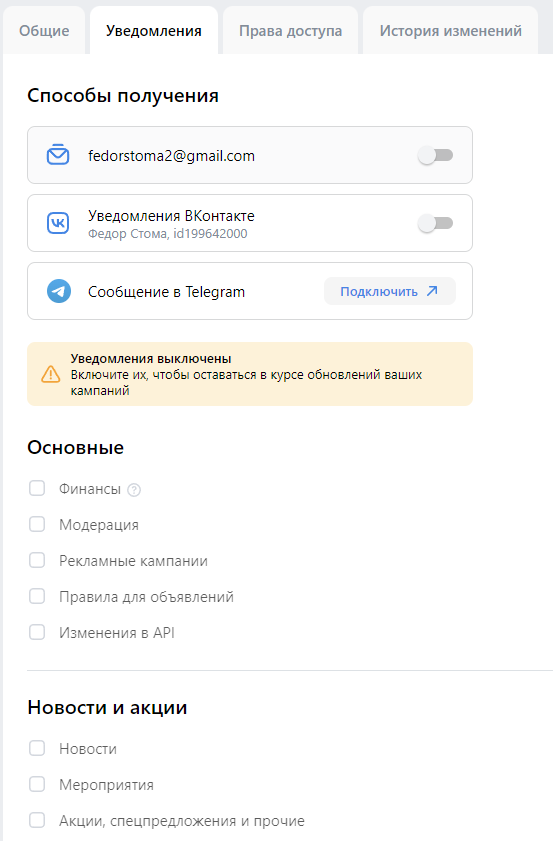 Общие Уведомления Права доступа История изменений
Способы получения
fedorstoma2@gmail.com
Уведомления ВКонтакте
Федор Стома, id199642000
Сообщение в Telegram Подключить
Уведомления выключены
Включите их, чтобы оставаться в курсе обновлений ваших
кампаний
Основные
Финансы ?
Модерация
Рекламные кампании
Правила для объявлений
Изменения в API
Новости и акции
Новости
Мероприятия
Акции, спецпредложения и прочие